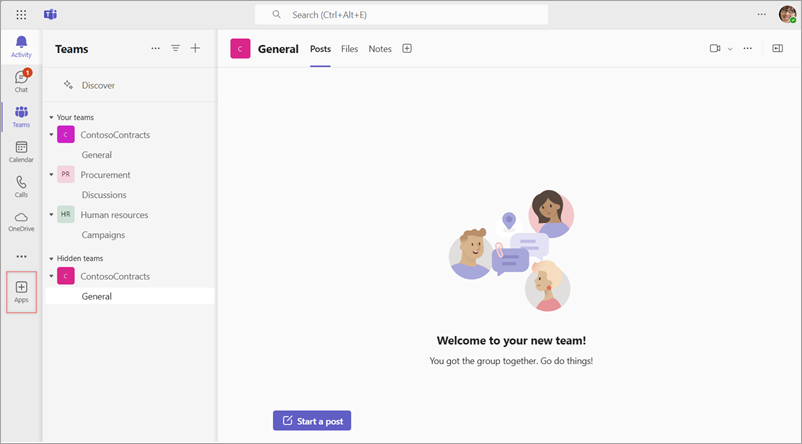 Search (Ctrl+Alt+E)
Activity
Chat
1
Teams
Calendar
Calls
OneDrive
Apps
Teams
Discover
Your teams
C ContosoContracts
General
PR Procurement
Discussions
HR Human resources
Campaigns
Hidden teams
C ContosoContracts
General
C General Posts Files Notes
Welcome to your new team!
You got the group together. Go do things!
Start a post